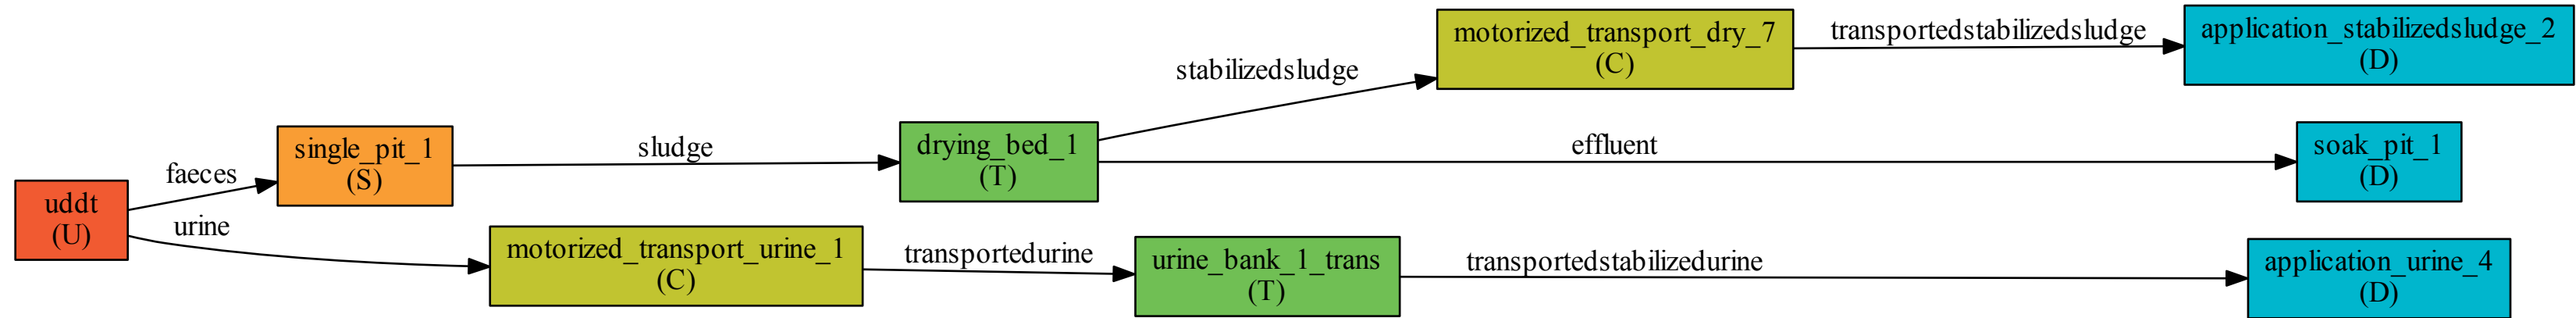 uddt
(U)
faeces
urine
single_pit_1
(S)
sludge
motorized_transport_urine_1
(C)
transportedurine
drying_bed_1
(T)
stabilizedsludge
effluent
urine_bank_1_trans
(T)
transportedstabilizedurine
motorized_transport_dry_7
(C)
transportedstabilizedsludge
application_stabilizedsludge_2
(D)
soak_pit_1
(D)
application_urine_4
(D)